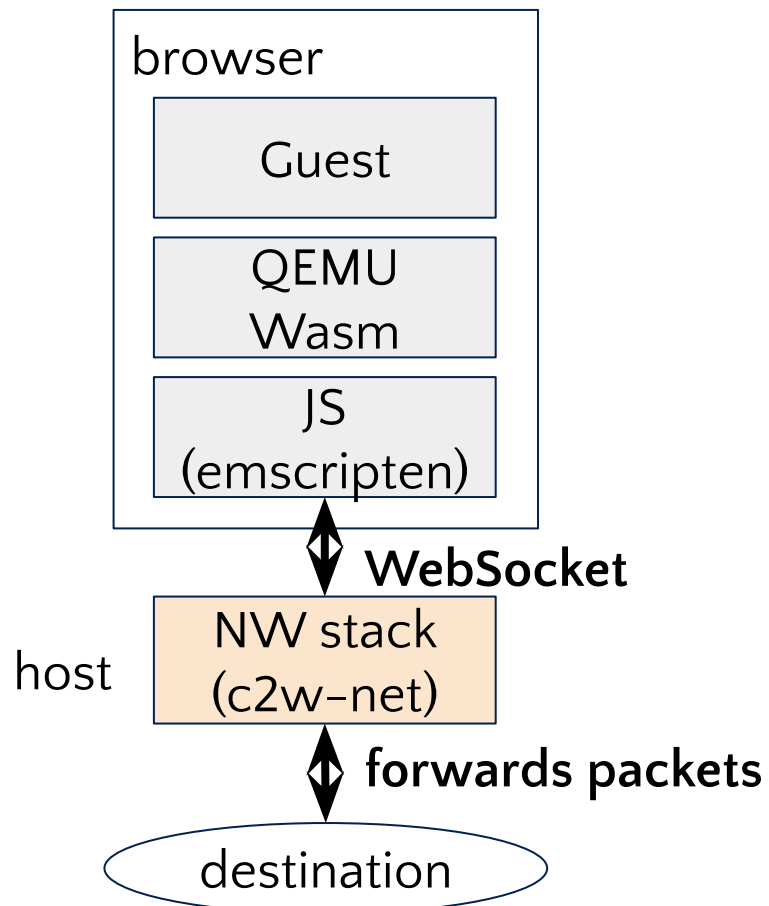 browser
Guest
QEMU
Wasm
JS
(emscripten)
WebSocket
NW stack
host
(c2w-net)
forwards packets
destination